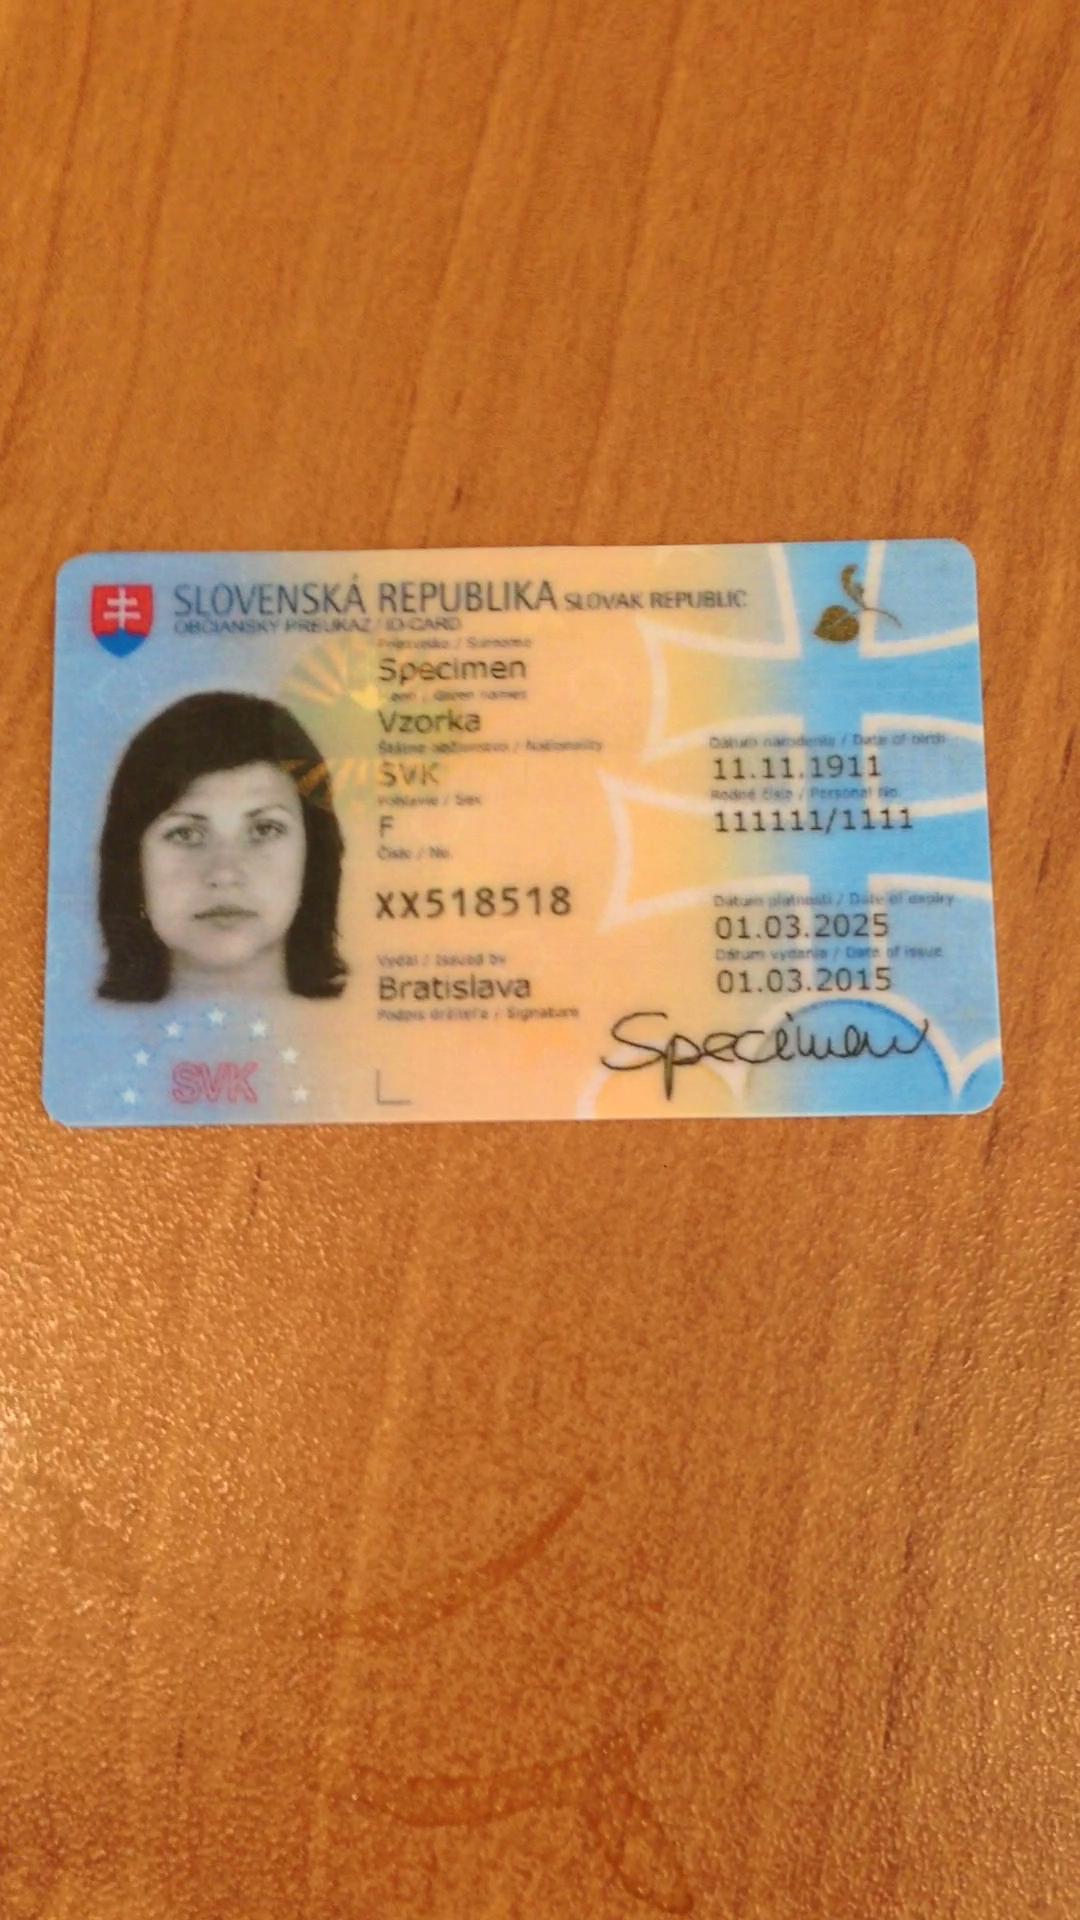 SLOVENSKÁ REPUBLIKA SLOVAK REPUBLIC
OBČIANSKY PREUKAZ / ID-CARD
Priezvisko / Surname
Specimen
Given names
Vzorka
Štátne občianstvo / Nationality
SVK
Pohlavie / Sex
F
Číslo / No.
XX518518
Vydal / Issued by
Bratislava
Podpis držiteľa / Signature
Dátum narodenia / Date of birth
11.11.1911
Rodné číslo / Personal No.
111111/1111
Dátum platnosti / Date of expiry
01.03.2025
Dátum vydania / Date of issue
01.03.2015
Specimen
SVK